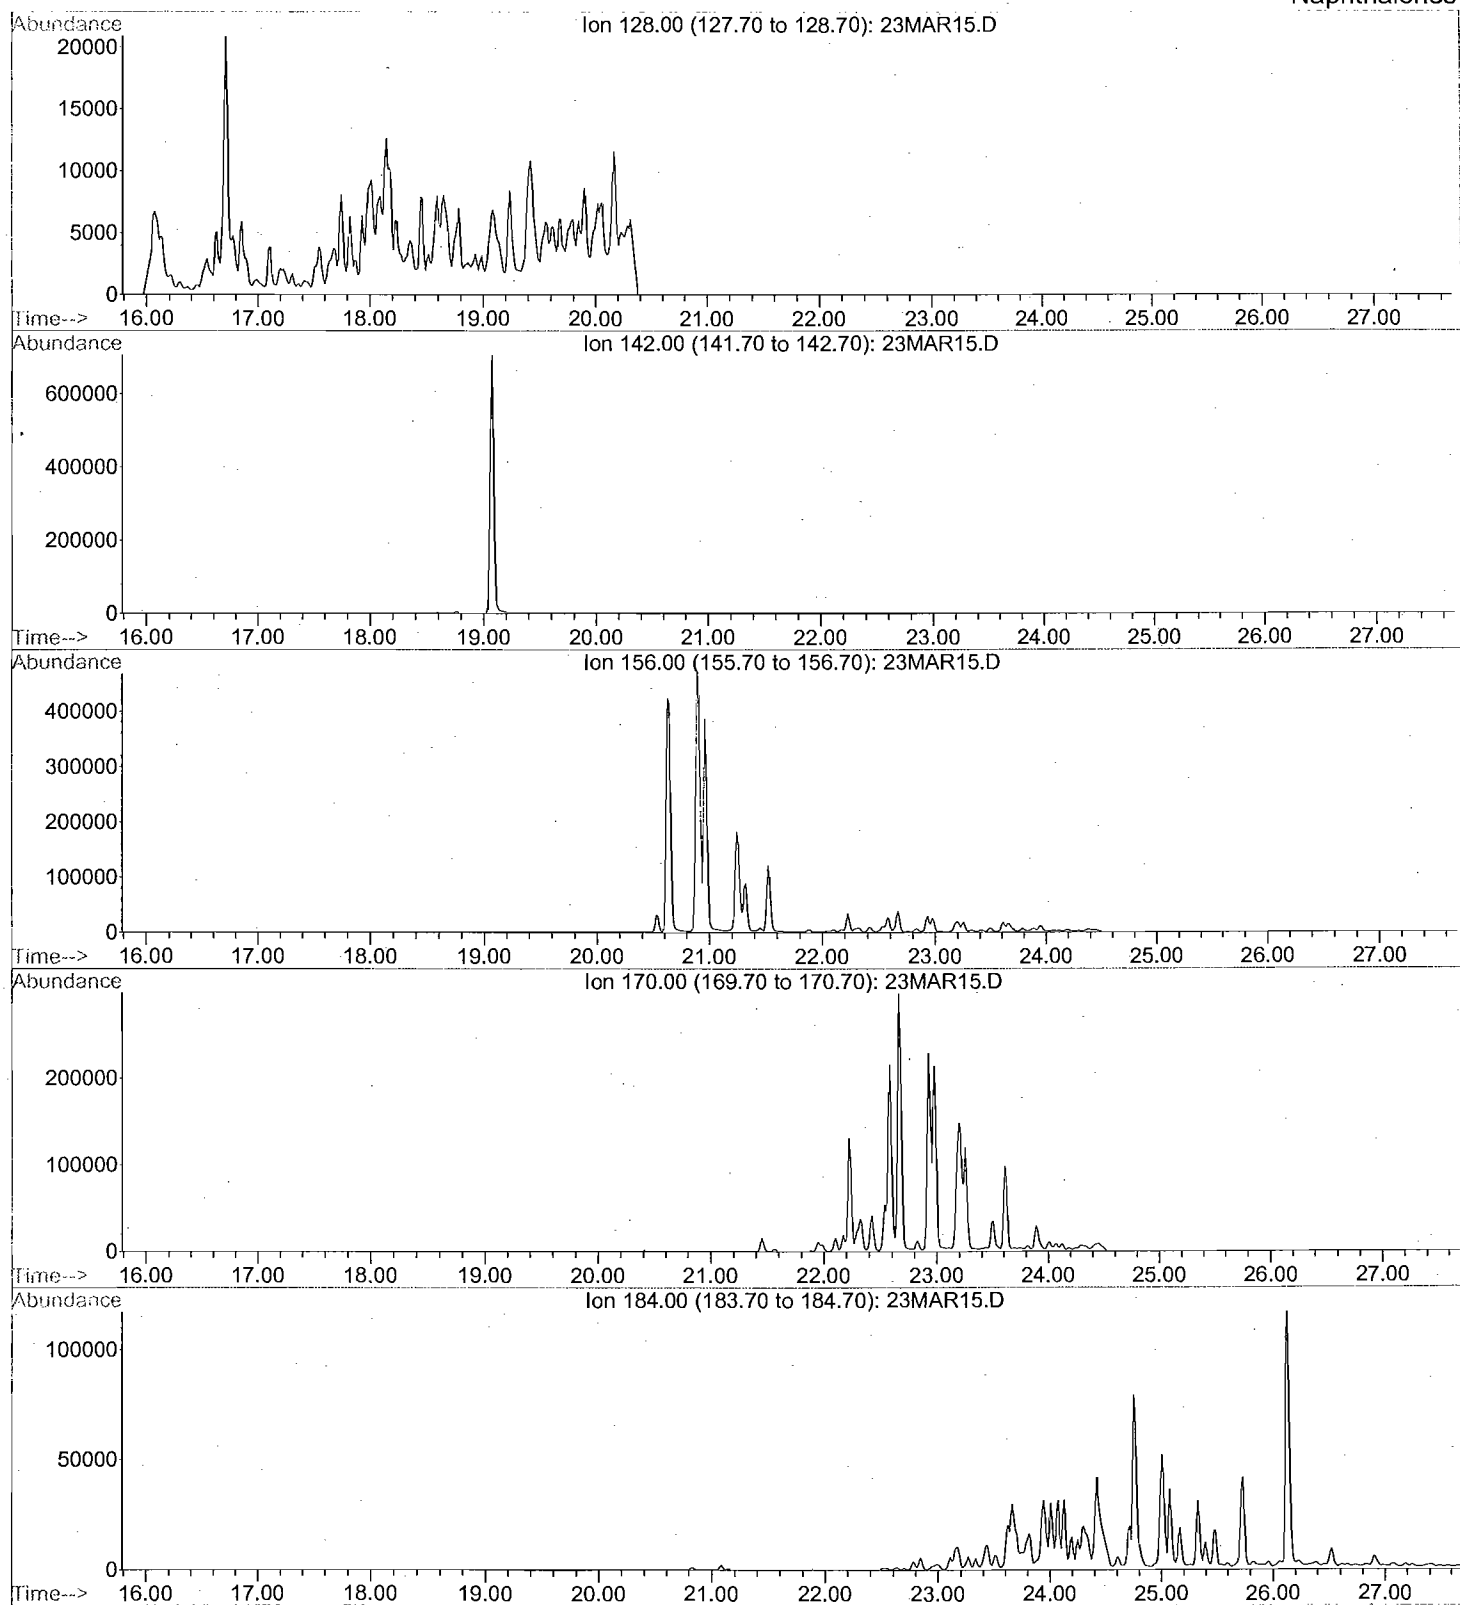 Abundance
Ion 128.00 (127.70 to 128.70): 23MAR15.D
20000
15000
10000
5000
0
Time--> 16.00 17.00 18.00 19.00 20.00 21.00 22.00 23.00 24.00 25.00 26.00 27.00
Abundance
Ion 142.00 (141.70 to 142.70): 23MAR15.D
600000
400000
200000
0
Time--> 16.00 17.00 18.00 19.00 20.00 21.00 22.00 23.00 24.00 25.00 26.00 27.00
Abundance
Ion 156.00 (155.70 to 156.70): 23MAR15.D
400000
300000
200000
100000
0
Time--> 16.00 17.00 18.00 19.00 20.00 21.00 22.00 23.00 24.00 25.00 26.00 27.00
Abundance
Ion 170.00 (169.70 to 170.70): 23MAR15.D
200000
100000
0
Time--> 16.00 17.00 18.00 19.00 20.00 21.00 22.00 23.00 24.00 25.00 26.00 27.00
Abundance
Ion 184.00 (183.70 to 184.70): 23MAR15.D
100000
50000
0
Time--> 16.00 17.00 18.00 19.00 20.00 21.00 22.00 23.00 24.00 25.00 26.00 27.00